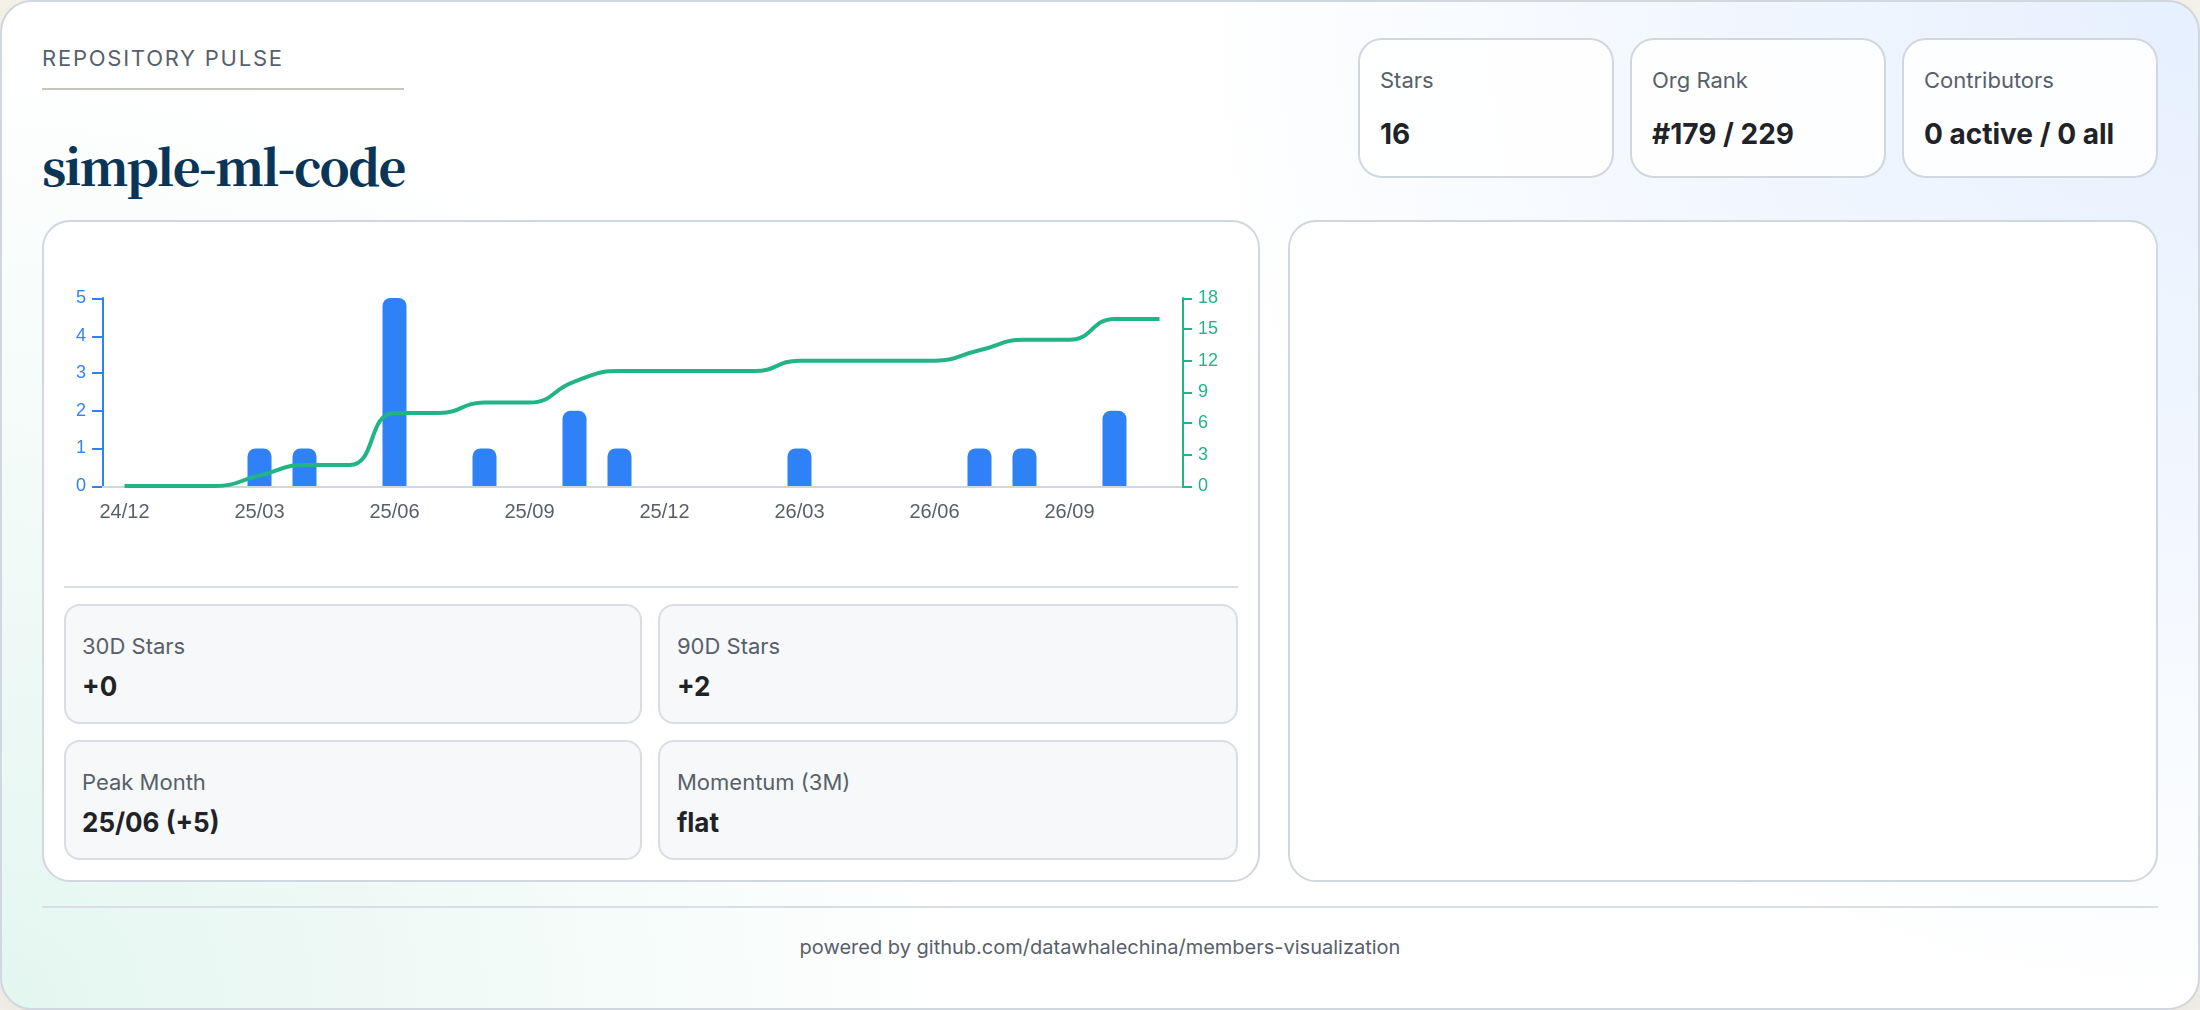 REPOSITORY PULSE
simple-ml-code
Stars
16
Org Rank
#179 / 229
Contributors
0 active / 0 all
5
4
3
2
1
0
18
15
12
9
6
3
0
24/12 25/03 25/06 25/09 25/12 26/03 26/06 26/09
30D Stars
+0
90D Stars
+2
Peak Month
25/06 (+5)
Momentum (3M)
flat
powered by github.com/datawhalechina/members-visualization